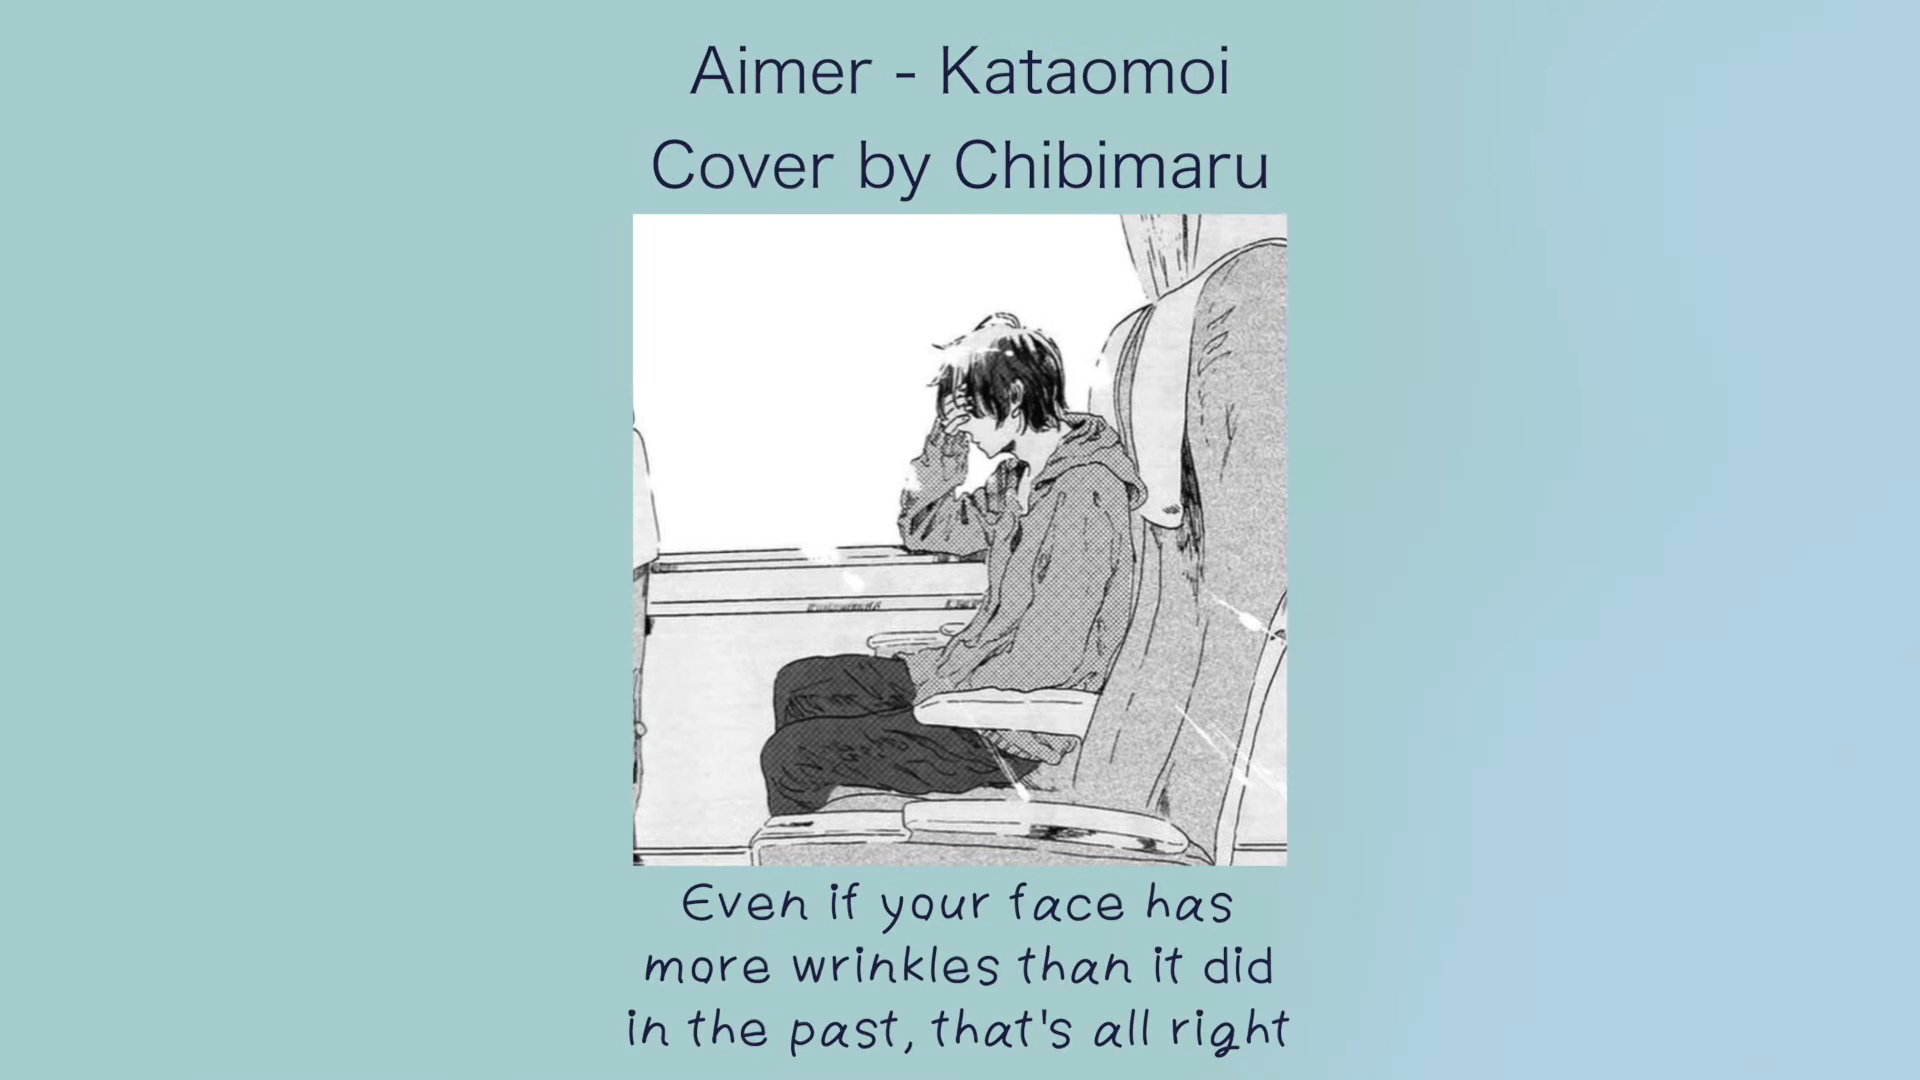 Aimer - Kataomoi
Cover by Chibimaru
Even if your face has
more wrinkles than it did
in the past, that's all right